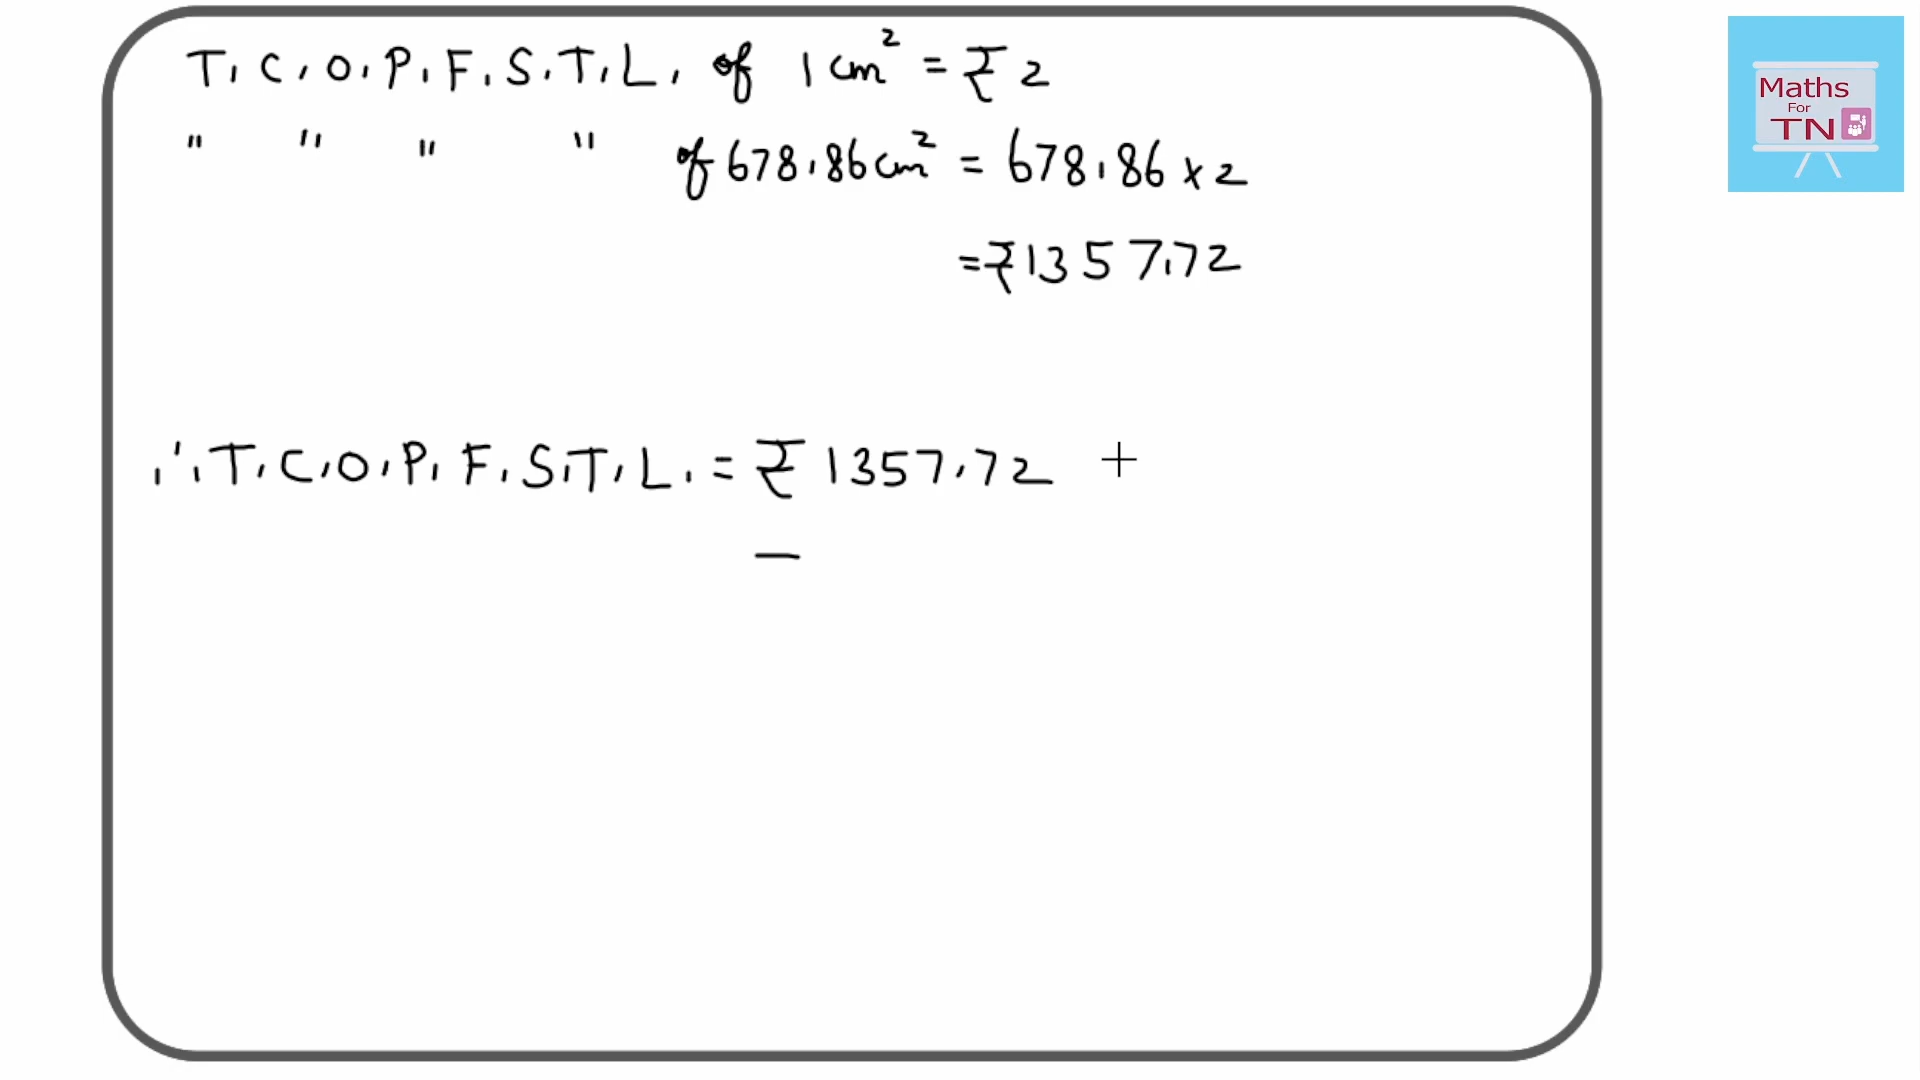 T.C.O.P.F.S.T.L. of 1 cm² = ₹ 2
" " " " of 678.86 cm² = 678.86 x 2
= ₹ 1357.72
∴ T.C.O.P.F.S.T.L. = ₹ 1357.72
Maths
For
TN